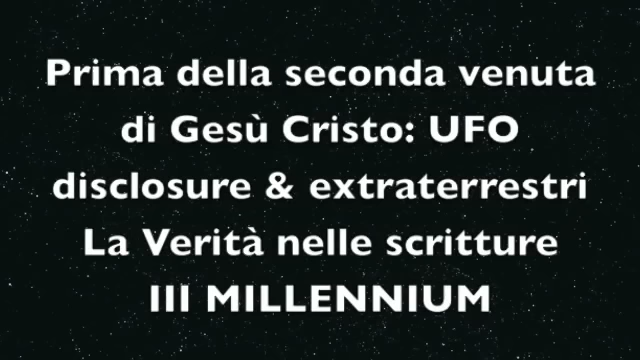 Prima della seconda venuta
di Gesù Cristo: UFO
disclosure & extraterrestri
La Verità nelle scritture
III MILLENNIUM